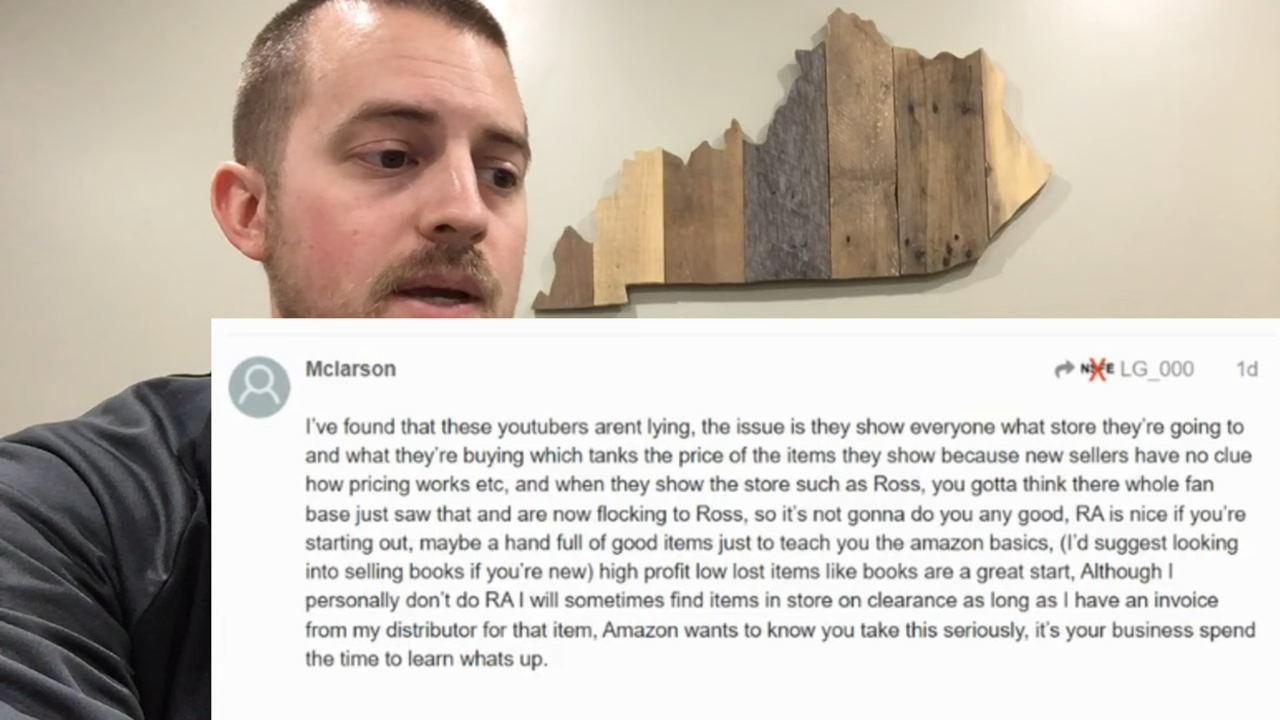 Mclarson
LG_000 1d
I've found that these youtubers arent lying, the issue is they show everyone what store they're going to
and what they're buying which tanks the price of the items they show because new sellers have no clue
how pricing works etc, and when they show the store such as Ross, you gotta think there whole fan
base just saw that and are now flocking to Ross, so it's not gonna do you any good, RA is nice if you're
starting out, maybe a hand full of good items just to teach you the amazon basics, (I'd suggest looking
into selling books if you're new) high profit low lost items like books are a great start, Although I
personally don't do RA I will sometimes find items in store on clearance as long as I have an invoice
from my distributor for that item, Amazon wants to know you take this seriously, it's your business spend
the time to learn whats up.